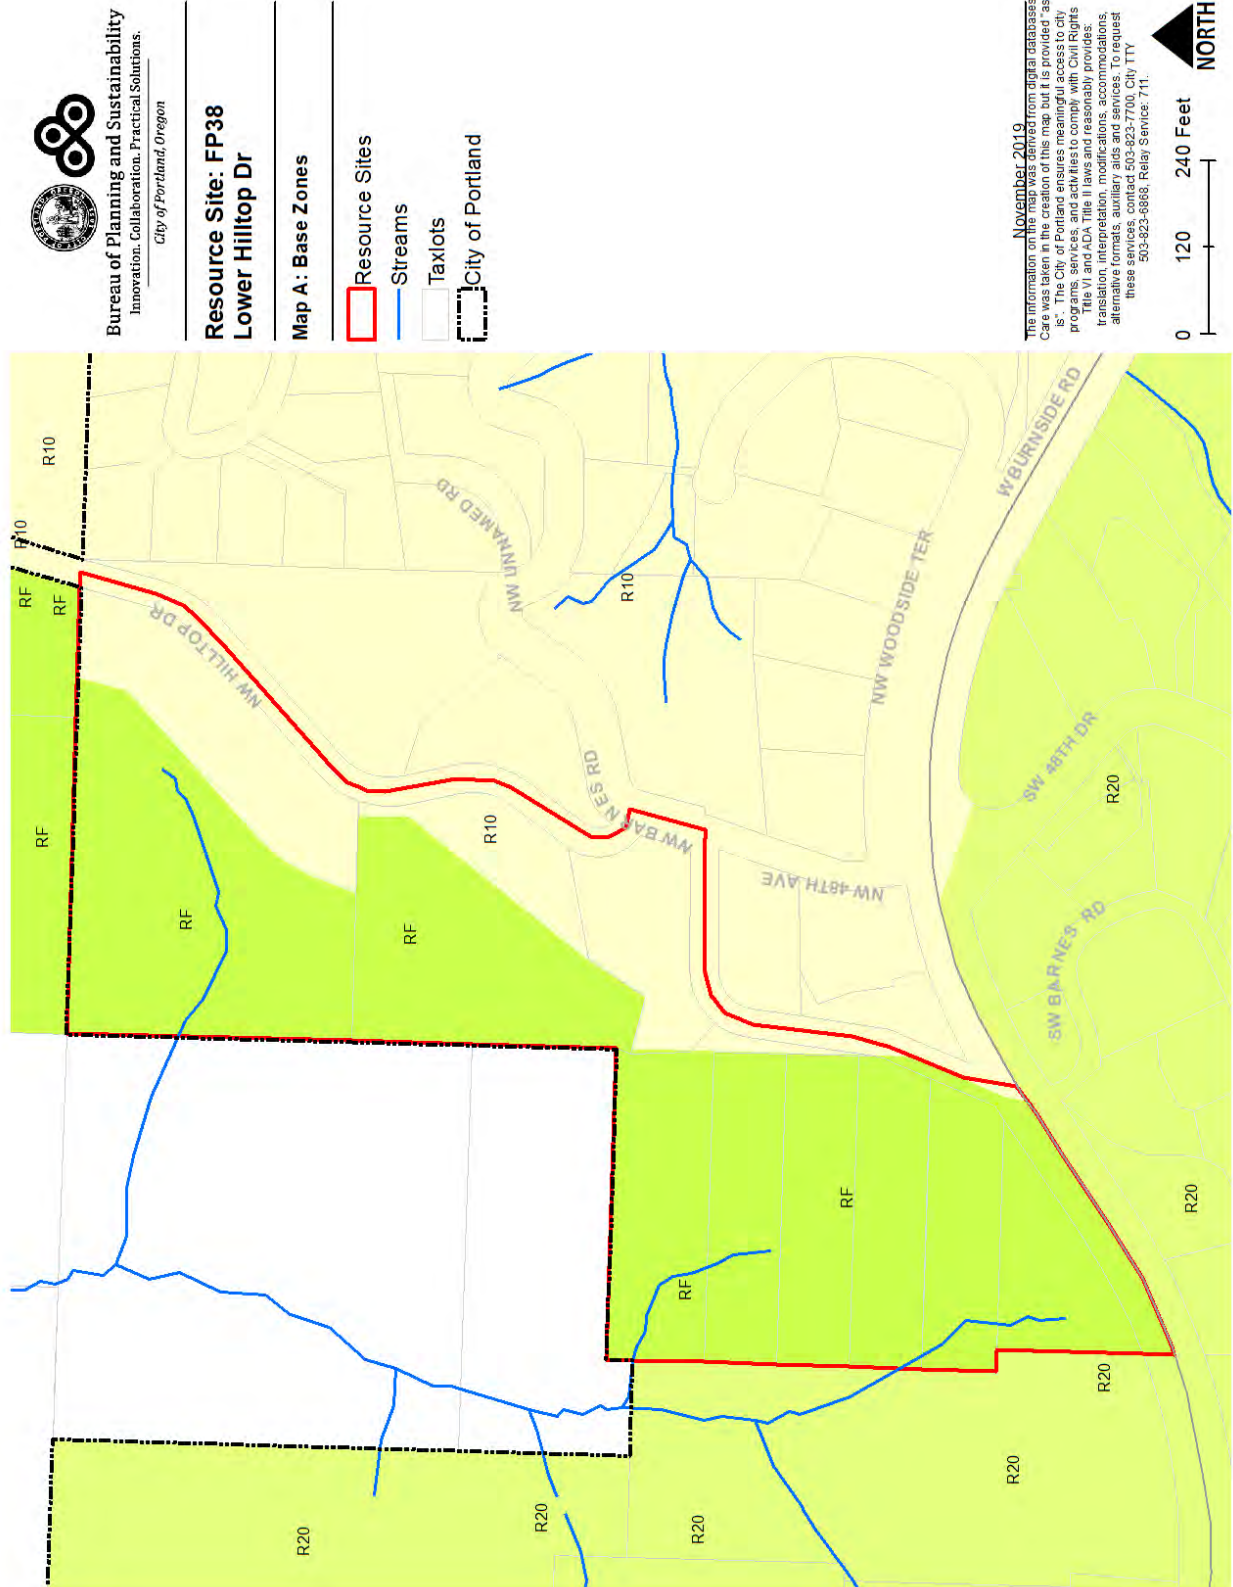 Bureau of Planning and Sustainability
Innovation. Collaboration. Practical Solutions.
City of Portland, Oregon
Resource Site: FP38
Lower Hilltop Dr
Map A: Base Zones
Resource Sites
Streams
Taxlots
City of Portland
November 2019
The information on the map was derived from digital databases
Care was taken in the creation of this map but it is provided "as
is". The City of Portland ensures meaningful access to city
programs, services, and activities to comply with Civil Rights
Title VI and ADA Title II laws and reasonably provides:
translation, interpretation, modifications, accommodations,
alternative formats, auxiliary aids and services. To request
these services, contact 503-823-7700, City TTY
503-823-6868, Relay Service: 711.
0 120 240 Feet
NORTH
R10
R10
RF
RF
RF
NW HILLTOP DR
NW UNNAMED RD
RF
RF
R10
R10
NW BARNES RD
NW BARNES RD
NW 48TH AVE
NW WOODSIDE TER
W BURNSIDE RD
SW 48TH DR
R20
SW BARNES RD
RF
RF
R20
R20
R20
R20
R20
R20